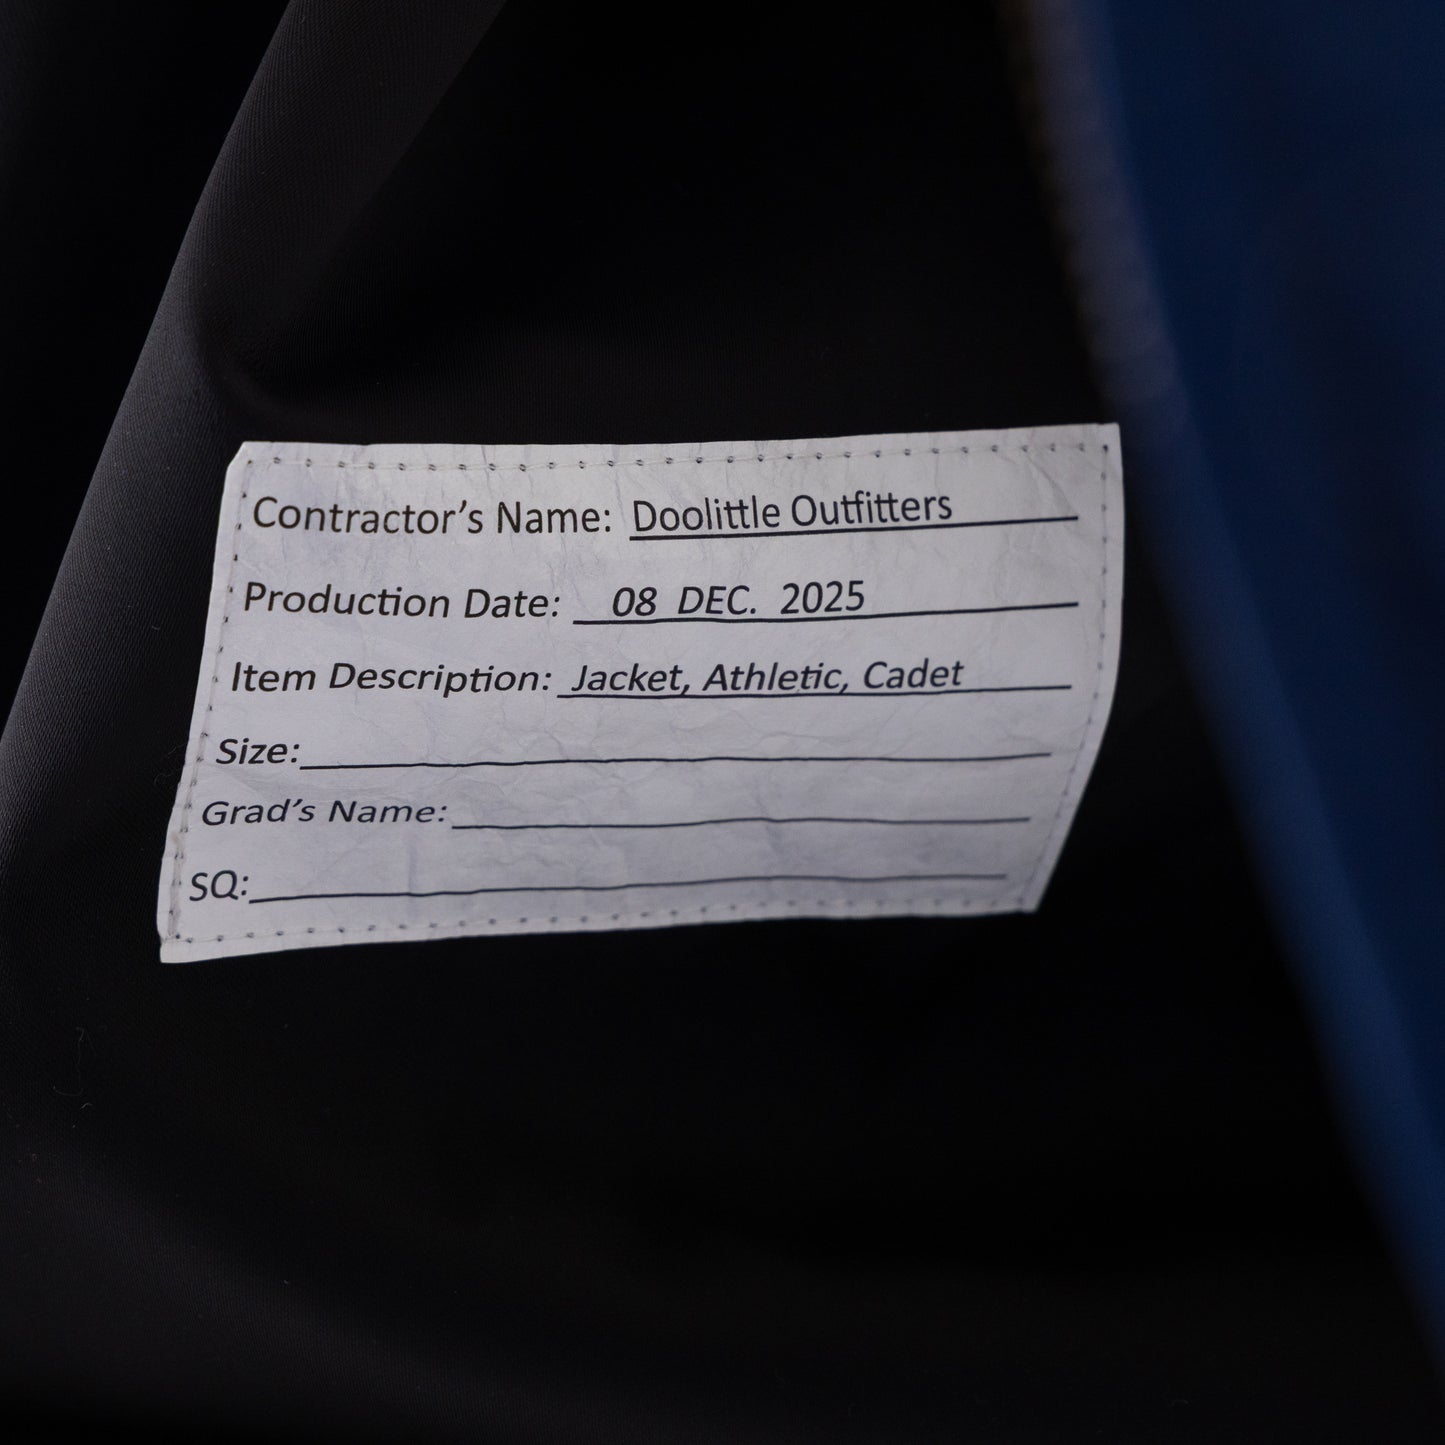 Contractor's Name: Doolittle Outfitters
Production Date: 08 DEC. 2025
Item Description: Jacket, Athletic, Cadet
Size:
Grad's Name:
SQ: